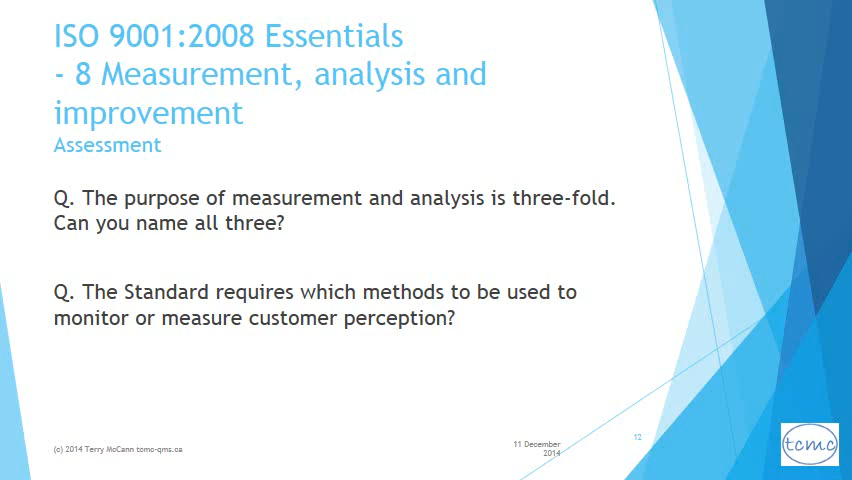 ISO 9001:2008 Essentials
- 8 Measurement, analysis and
improvement
Assessment
Q. The purpose of measurement and analysis is three-fold.
Can you name all three?
Q. The Standard requires which methods to be used to
monitor or measure customer perception?
(c) 2014 Terry McCann tcmc-qms.ca
11 December
2014
12
tcmc